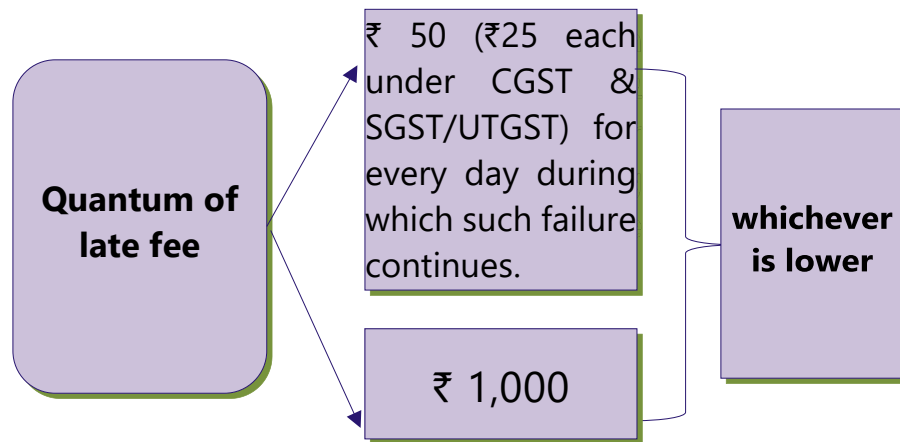 Quantum of
late fee
₹ 50 (₹25 each
under CGST &
SGST/UTGST) for
every day during
which such failure
continues.
₹ 1,000
whichever
is lower